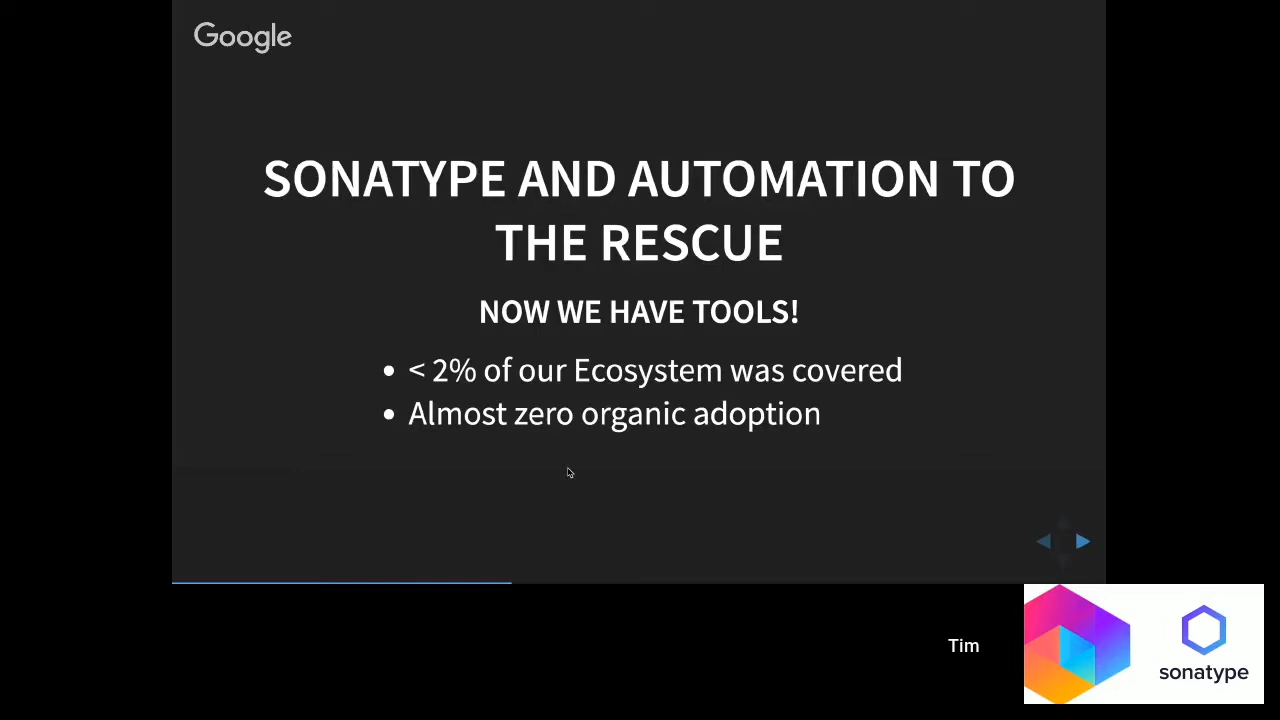 Google
SONATYPE AND AUTOMATION TO
THE RESCUE
NOW WE HAVE TOOLS!
• < 2% of our Ecosystem was covered
• Almost zero organic adoption
Tim
sonatype